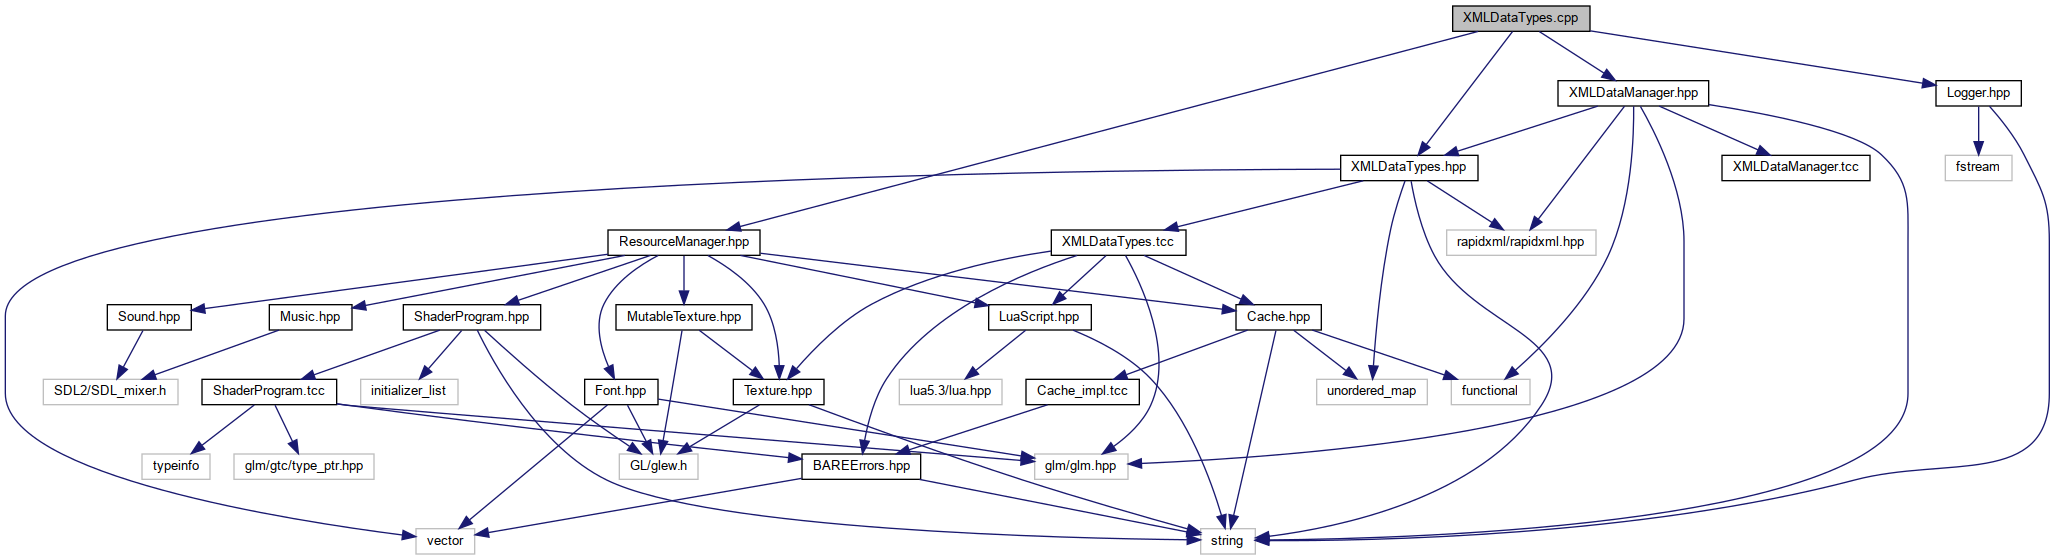 XMLDataTypes.cpp
XMLDataManager.hpp
Logger.hpp
XMLDataTypes.hpp
XMLDataManager.tcc
fstream
ResourceManager.hpp
XMLDataTypes.tcc
rapidxml/rapidxml.hpp
Sound.hpp
Music.hpp
ShaderProgram.hpp
MutableTexture.hpp
LuaScript.hpp
Cache.hpp
SDL2/SDL_mixer.h
ShaderProgram.tcc
initializer_list
Font.hpp
Texture.hpp
lua5.3/lua.hpp
Cache_impl.tcc
unordered_map
functional
typeinfo
glm/gtc/type_ptr.hpp
GL/glew.h
BAREErrors.hpp
glm/glm.hpp
vector
string